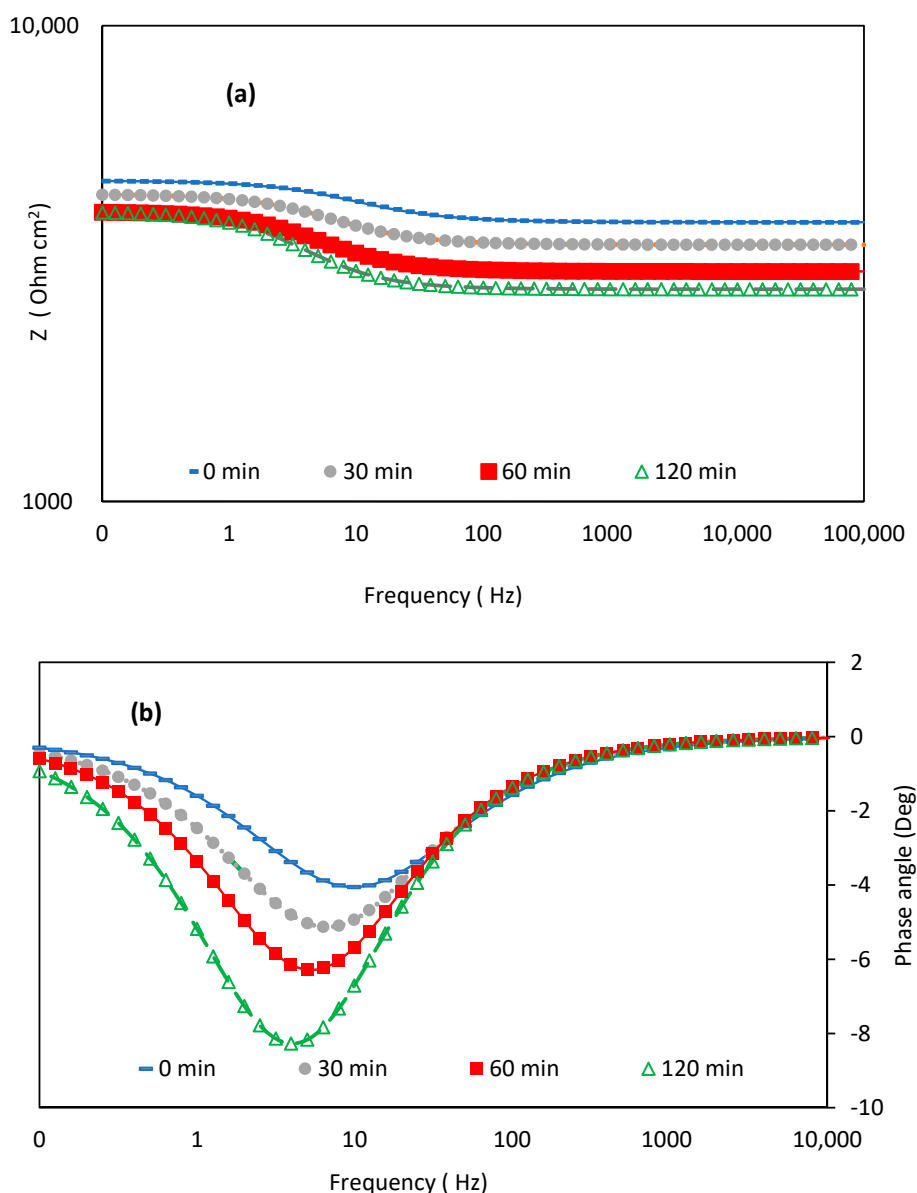 10,000
(a)
Z ( Ohm cm²)
0 min 30 min 60 min 120 min
1000
0 1 10 100 1000 10,000 100,000
Frequency ( Hz)
2
(b)
0
-2
-4
Phase angle (Deg)
-6
-8
0 min 30 min 60 min 120 min
-10
0 1 10 100 1000 10,000
Frequency ( Hz)